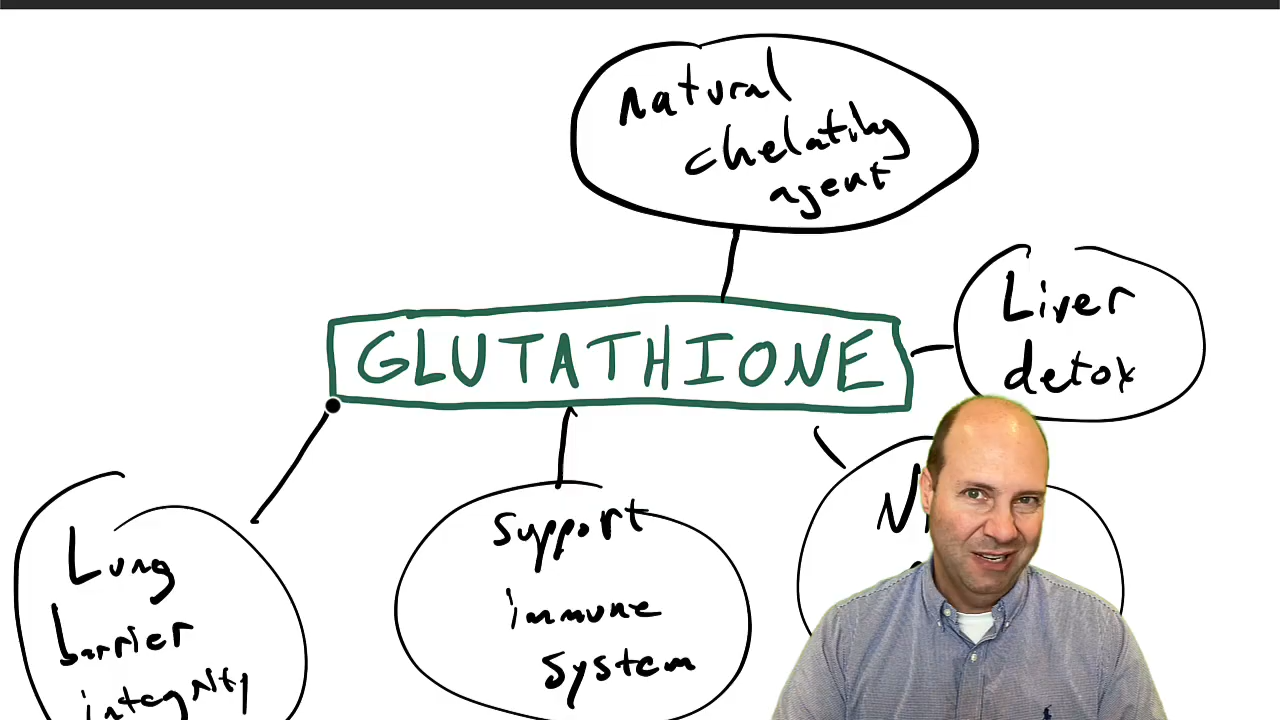 natural
chelating
agent
GLUTATHIONE
Liver
detox
Lung
barrier
integrity
support
immune
system